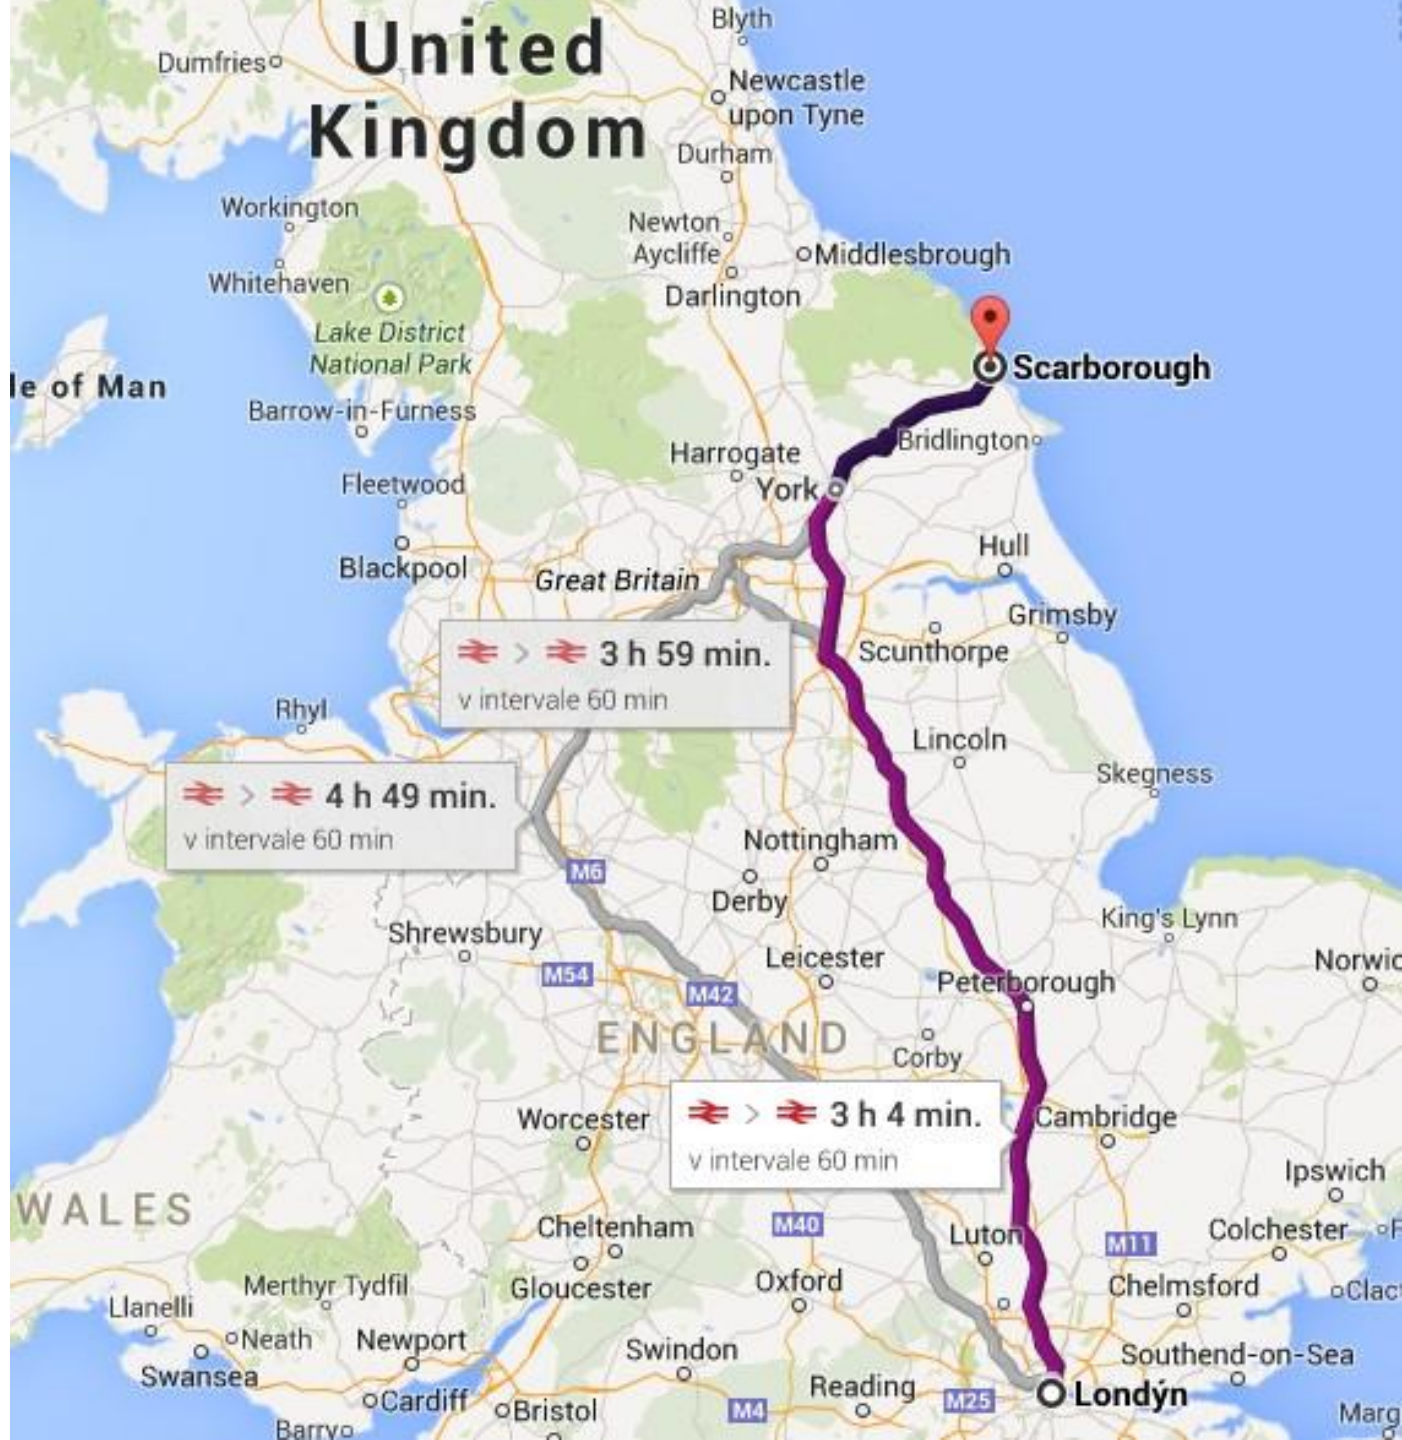 Blyth
United
Kingdom
Dumfries
Newcastle
upon Tyne
Durham
Workington
Newton
Aycliffe
Middlesbrough
Whitehaven
Darlington
Lake District
National Park
Scarborough
le of Man
Barrow-in-Furness
Bridlington
Harrogate
Fleetwood
York
Hull
Blackpool
Great Britain
Grimsby
> 3 h 59 min.
v intervale 60 min
Scunthorpe
Rhyl
Lincoln
Skegness
> 4 h 49 min.
v intervale 60 min
Nottingham
M6
Derby
King's Lynn
Shrewsbury
Leicester
Norwic
M54
Peterborough
M42
ENGLAND
Corby
> 3 h 4 min.
v intervale 60 min
Worcester
Cambridge
Ipswich
WALES
Cheltenham
M40
Luton
M11
Colchester
F
Merthyr Tydfil
Gloucester
Oxford
Chelmsford
Clact
Llanelli
Neath
Newport
Swindon
Southend-on-Sea
Swansea
Reading
M25
Londýn
Cardiff
Bristol
M4
Marg
Barry